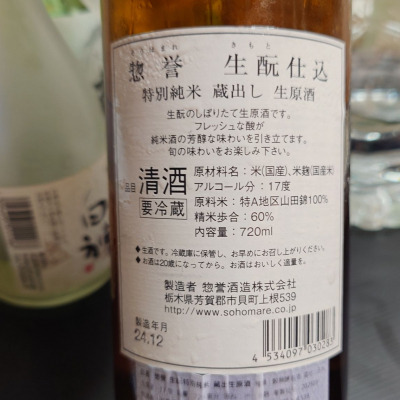 そうほまれ きもと
惣誉 生酛仕込
特別純米 蔵出し 生原酒
生酛のしぼりたて生原酒です。
フレッシュな酸が
純米酒の芳醇な味わいを引き立てます。
旬の味わいをお楽しみ下さい。
品目 清酒
要冷蔵
原材料名:米(国産)、米麹(国産米)
アルコール分:17度
原料米:特A地区山田錦100%
精米歩合:60%
内容量:720ml
●生酒です。冷蔵庫に保管し、お早めにお召し上がりください。
●お酒は20歳になってから。お酒はおいしく適量を。
製造者 惣誉酒造株式会社
栃木県芳賀郡市貝町上根539
http://www.sohomare.co.jp
製造年月
24.12
4 534097 030283